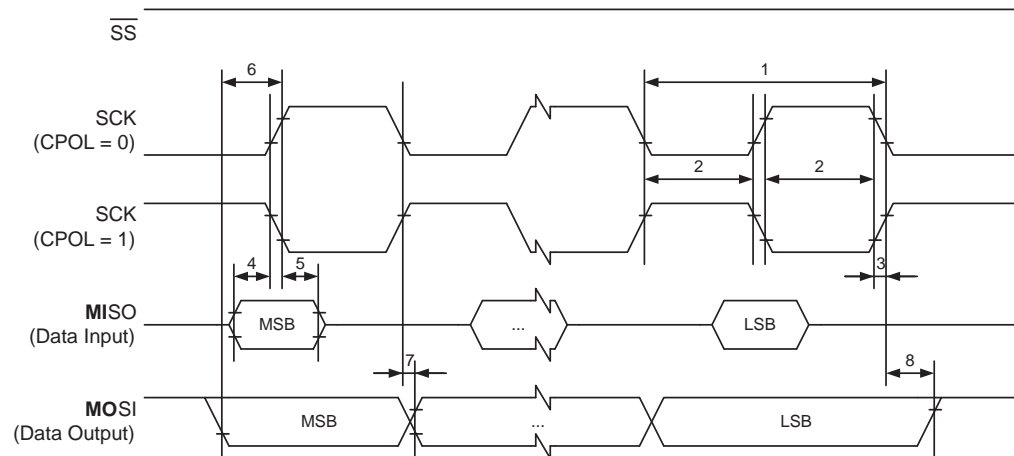 SS
6
1
SCK
(CPOL = 0)
2
2
SCK
(CPOL = 1)
4
5
3
MISO
(Data Input)
MSB
...
LSB
7
8
MOSI
(Data Output)
MSB
...
LSB